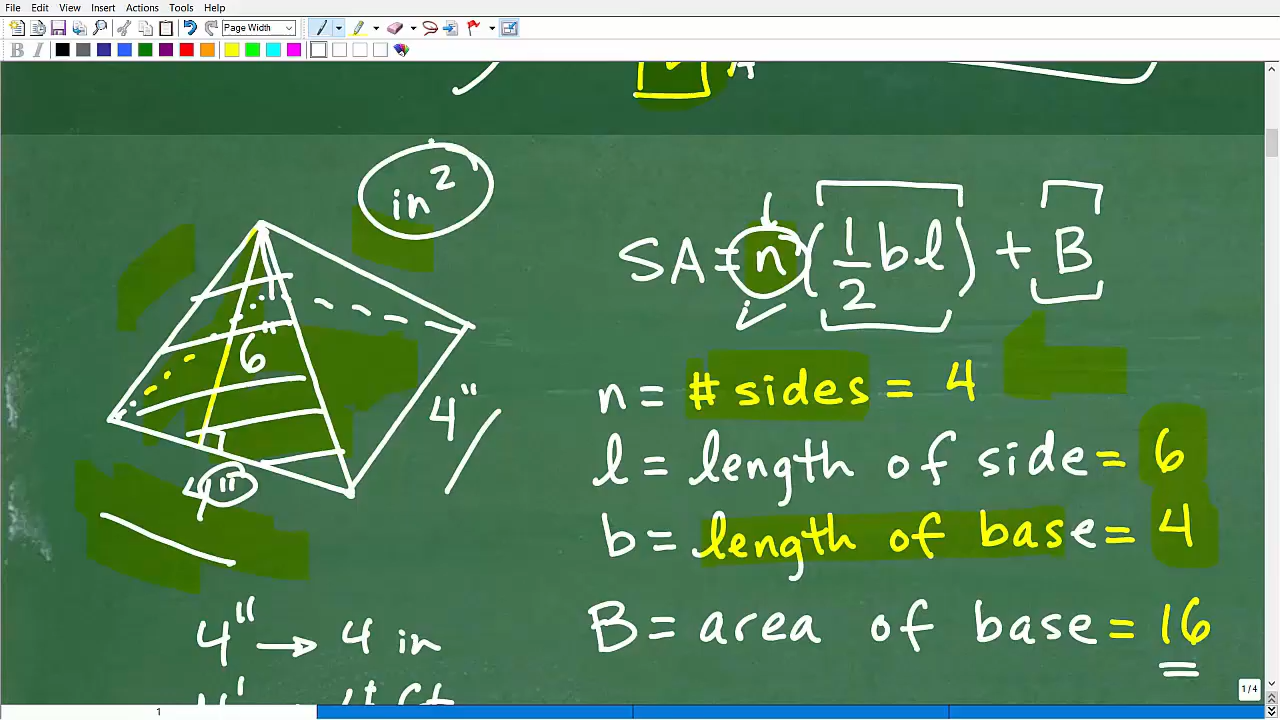 File Edit View Insert Actions Tools Help
Page Width
B I
in²
SA = n (1/2 bl) + B
6"
4"
4"
n = # sides = 4
l = length of side = 6
b = length of base = 4
B = area of base = 16
4" → 4 in
1/4
1